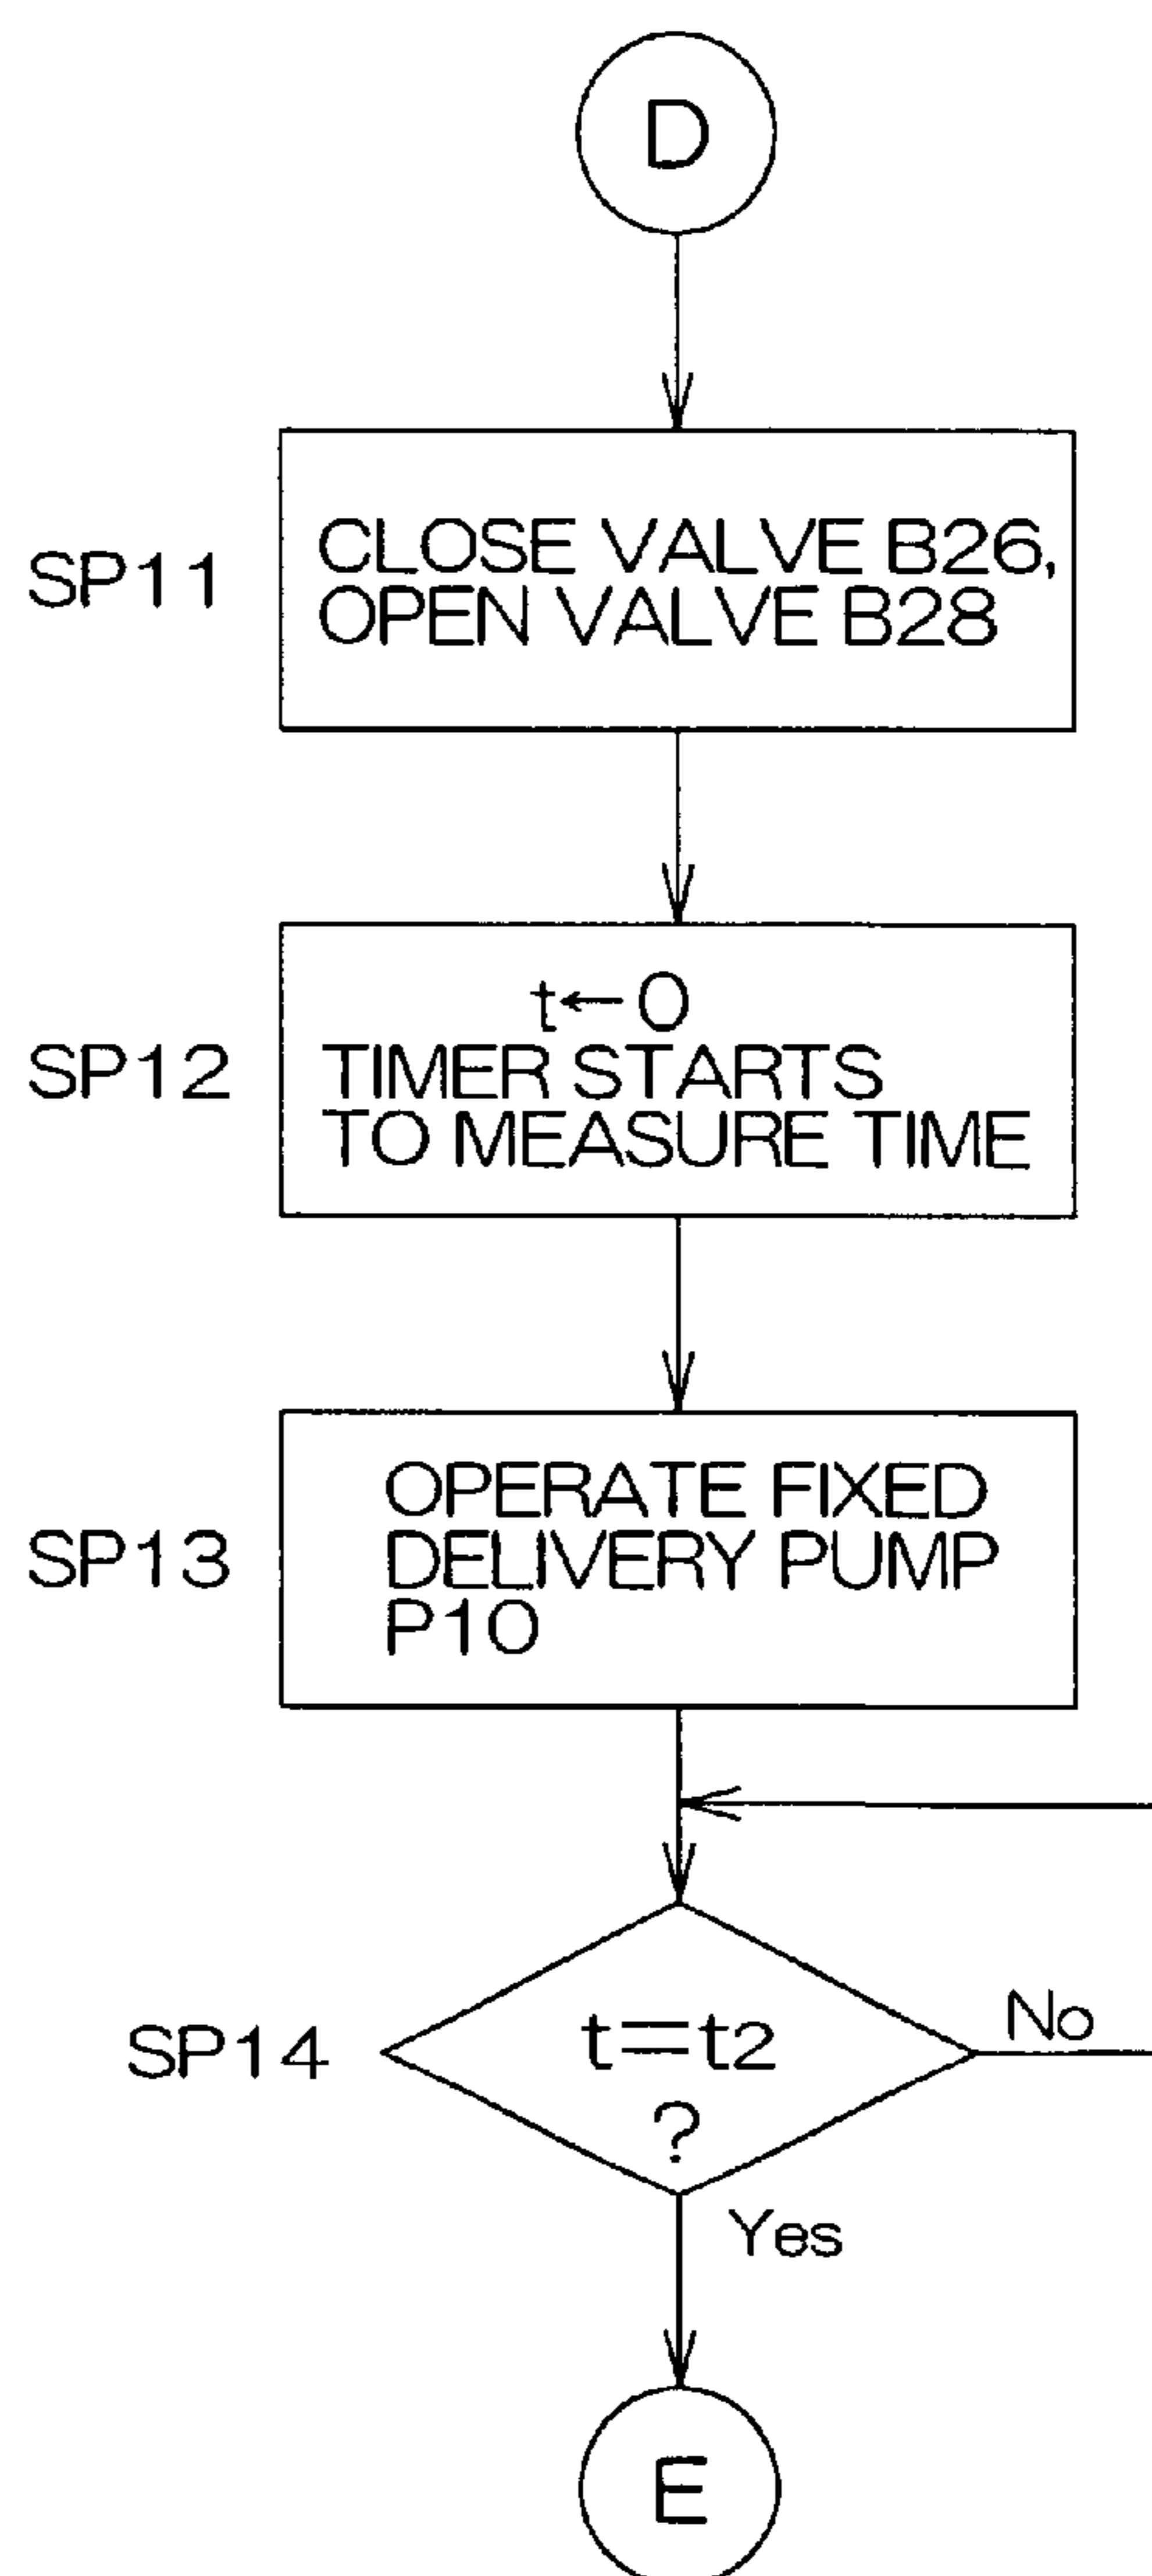 D
SP11
CLOSE VALVE B26,
OPEN VALVE B28
SP12
t←0
TIMER STARTS
TO MEASURE TIME
SP13
OPERATE FIXED
DELIVERY PUMP
P10
SP14
t=t2
?
No
Yes
E